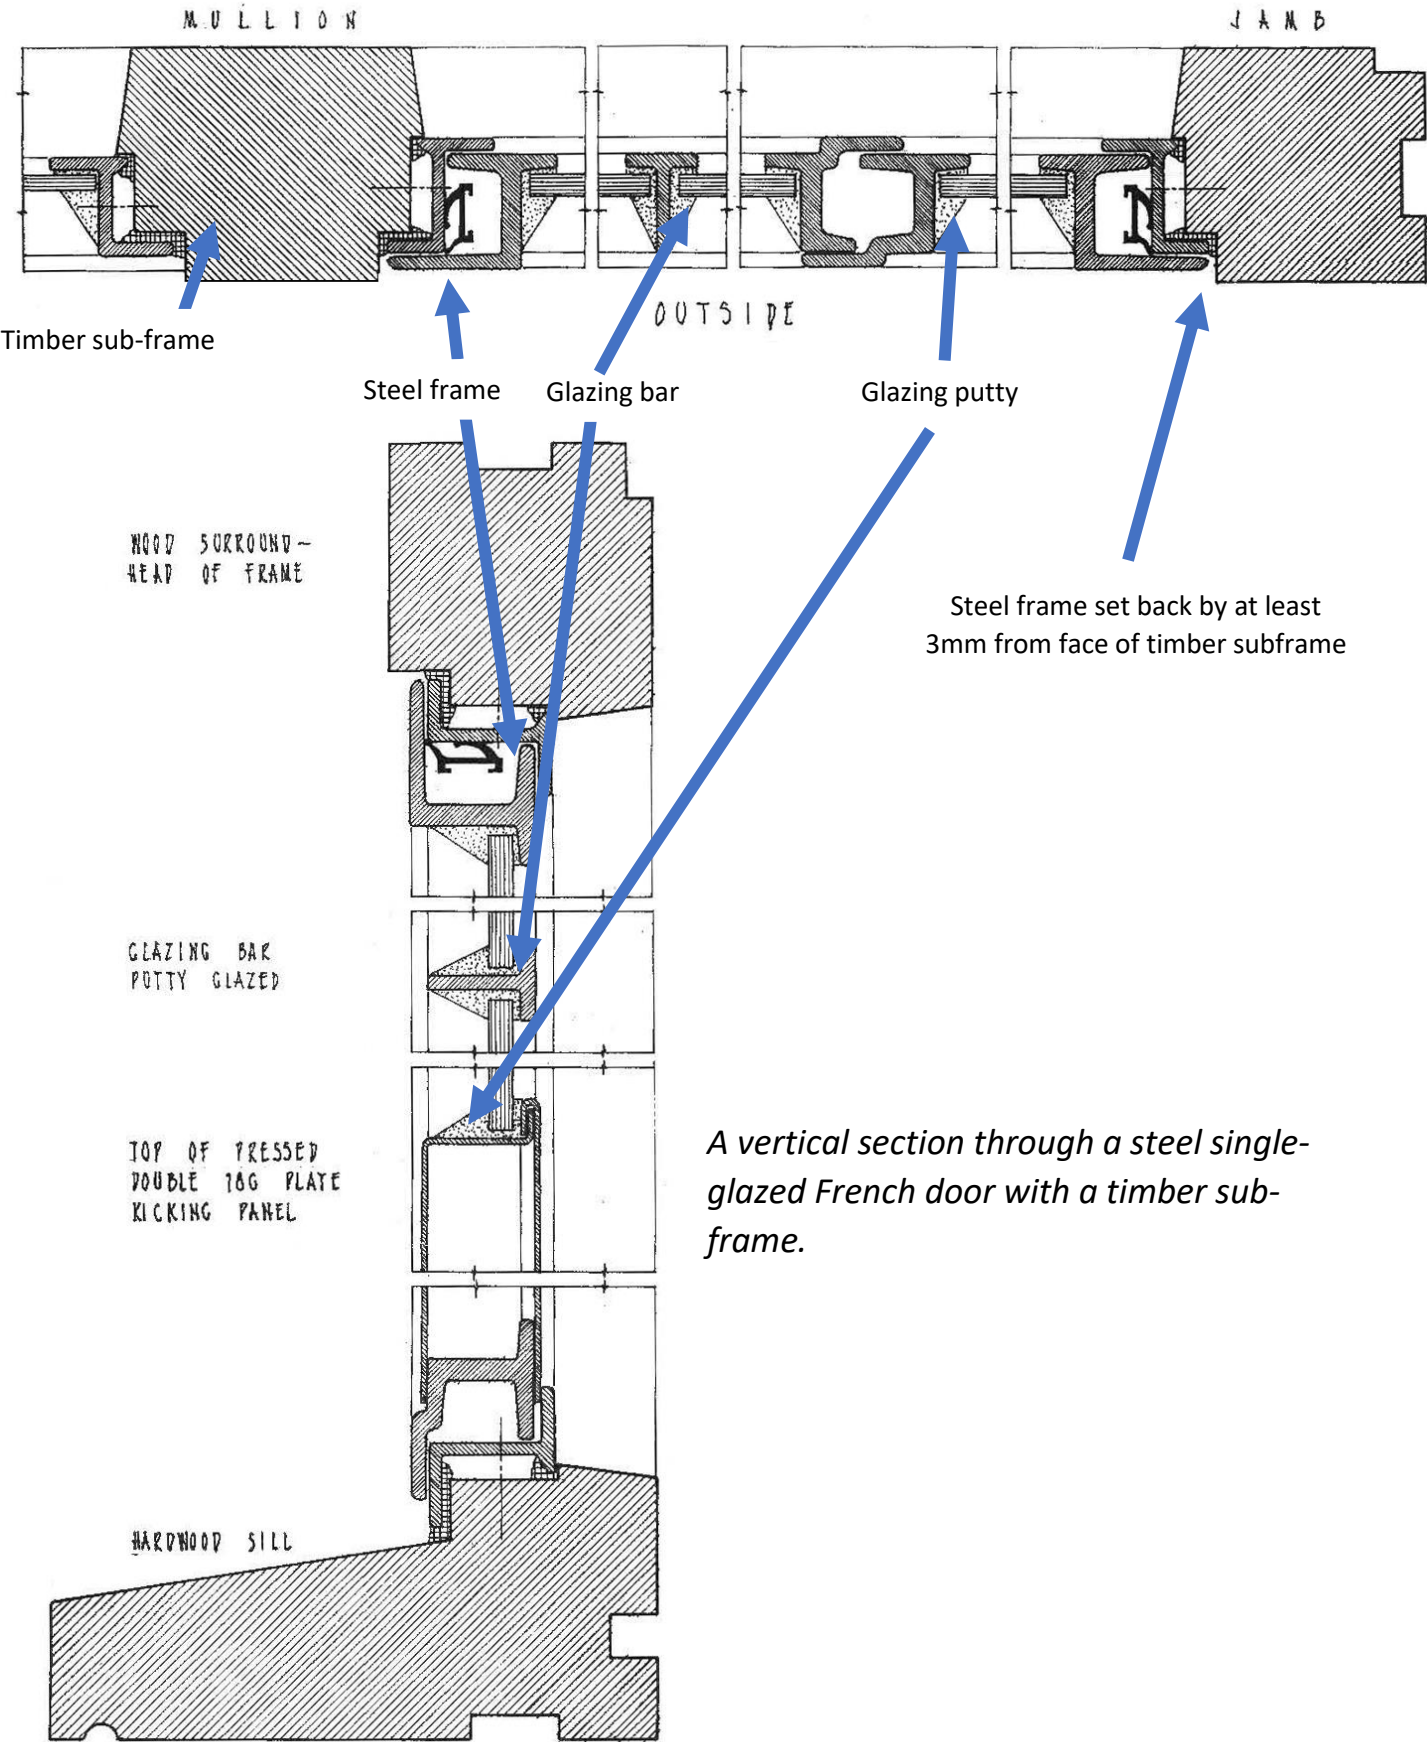 MULLION
JAMB
OUTSIDE
Timber sub-frame
Steel frame
Glazing bar
Glazing putty
WOOD SURROUND-
HEAD OF FRAME
Steel frame set back by at least
3mm from face of timber subframe
GLAZING BAR
PUTTY GLAZED
TOP OF PRESSED
DOUBLE 18G PLATE
KICKING PANEL
A vertical section through a steel single-
glazed French door with a timber sub-
frame.
HARDWOOD SILL